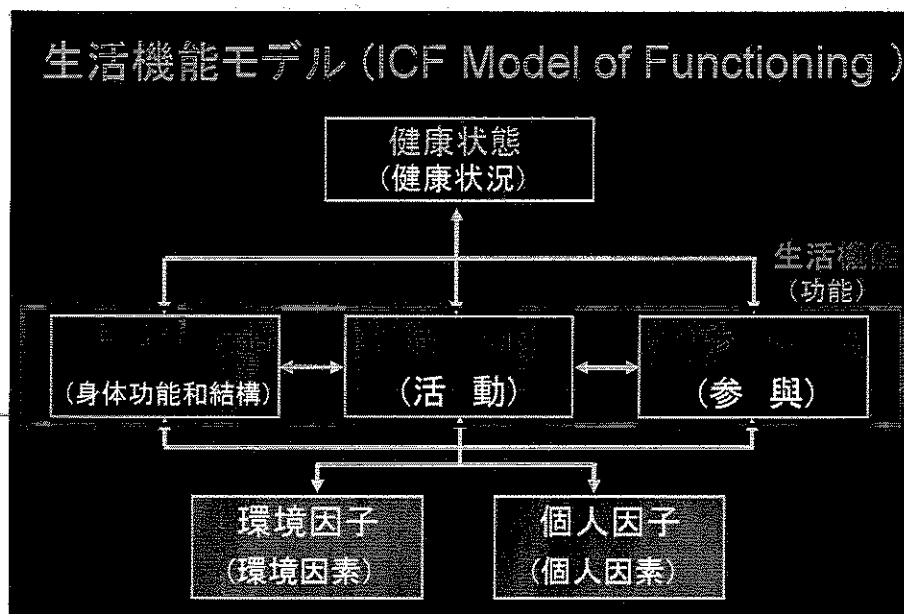 生活機能モデル (ICF Model of Functioning )
健康状態
(健康状況)
生活機能
(功能)
(身体功能和結構)
(活 動)
(参 與)
環境因子
(環境因素)
個人因子
(個人因素)